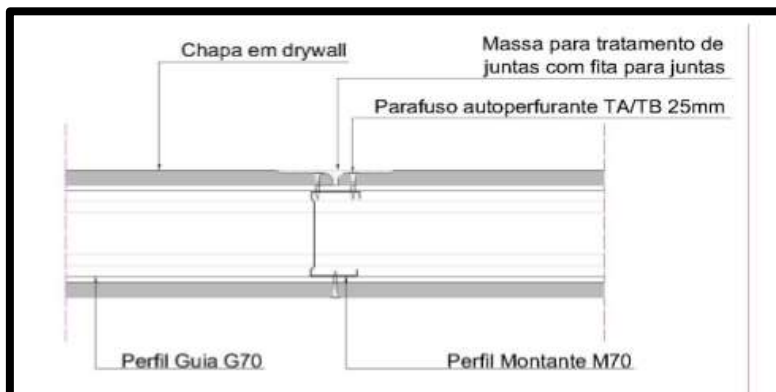 Chapa em drywall
Massa para tratamento de
juntas com fita para juntas
Parafuso autoperfurante TA/TB 25mm
Perfil Guia G70
Perfil Montante M70